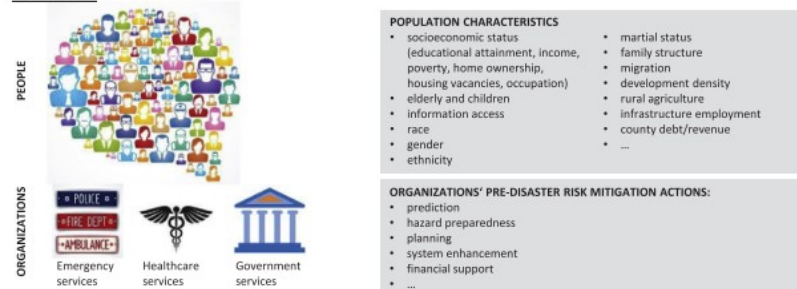 PEOPLE
POPULATION CHARACTERISTICS
• socioeconomic status
(educational attainment, income,
poverty, home ownership,
housing vacancies, occupation)
• elderly and children
• information access
• race
• gender
• ethnicity
• martial status
• family structure
• migration
• development density
• rural agriculture
• infrastructure employment
• county debt/revenue
• ...
ORGANIZATIONS
POLICE
FIRE DEPT
AMBULANCE
Emergency
services
Healthcare
services
Government
services
ORGANIZATIONS' PRE-DISASTER RISK MITIGATION ACTIONS:
• prediction
• hazard preparedness
• planning
• system enhancement
• financial support
• ...